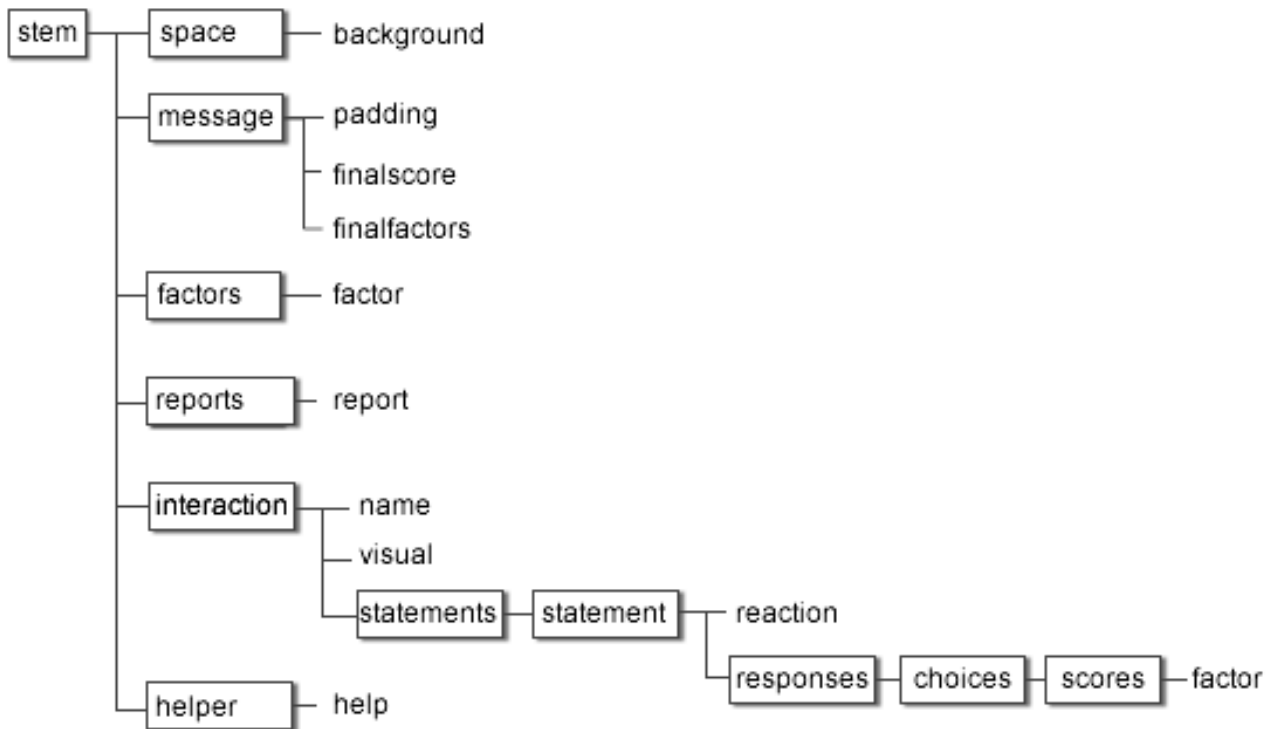 stem space background
message padding
finalscore
finalfactors
factors factor
reports report
interaction name
visual
statements statement reaction
responses choices scores factor
helper help